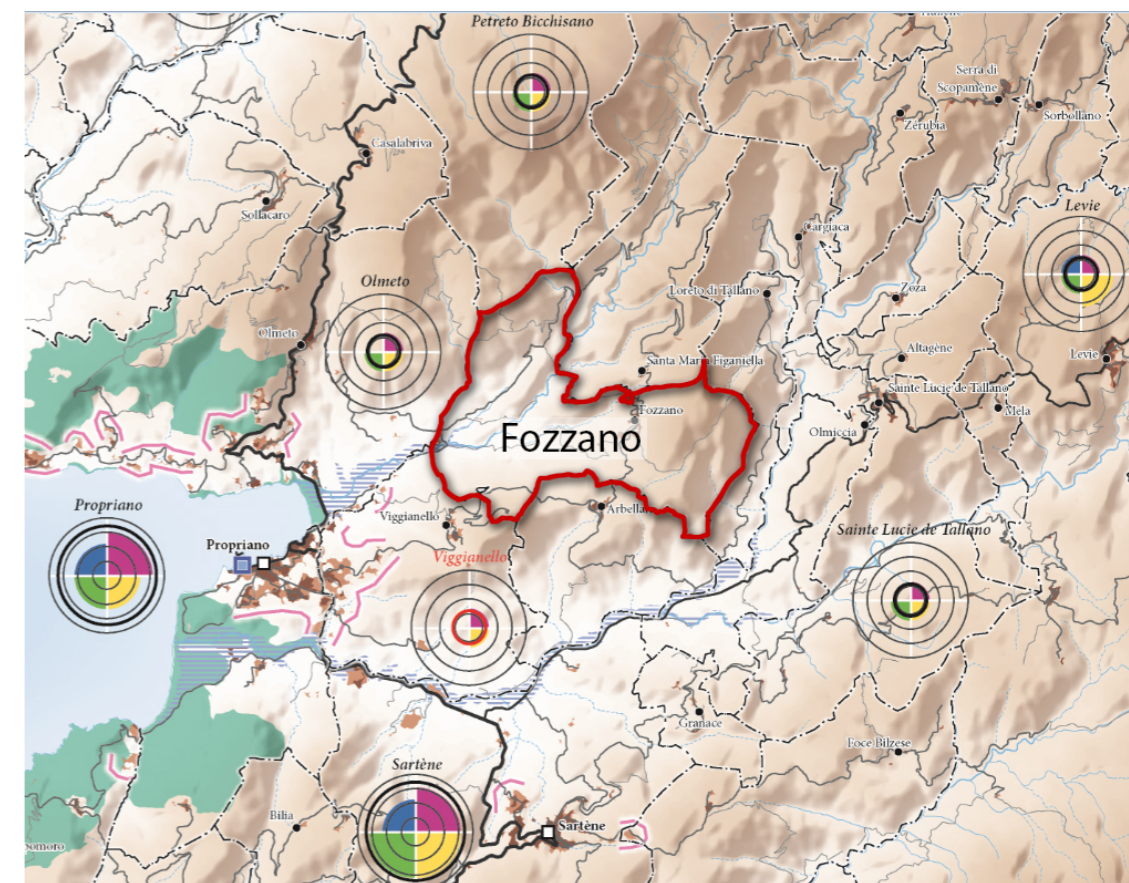 Petreto Bicchisano
Serra di
Scopamène
Sorbollano
Zérubia
Casalabriva
Sollacaro
Levie
Cargiaca
Olmeto
Loreto di Tallano
Zoza
Olmeto
Altagène
Levie
Santa Maria Figaniella
Sainte Lucie de Tallano
Fozzano
Mela
Olmiccia
Fozzano
Propriano
Arbella
Viggianello
Sainte Lucie de Tallano
Propriano
Viggianello
Granace
Foce Bilzese
Sartène
Bilia
Sartène